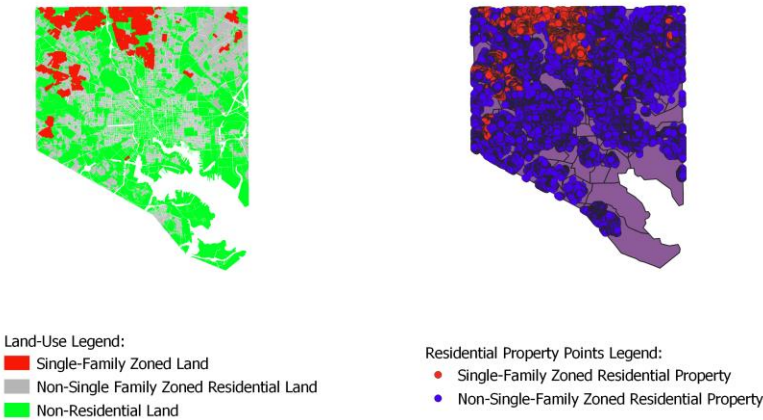 Land-Use Legend:
Single-Family Zoned Land
Non-Single Family Zoned Residential Land
Non-Residential Land
Residential Property Points Legend:
Single-Family Zoned Residential Property
Non-Single-Family Zoned Residential Property